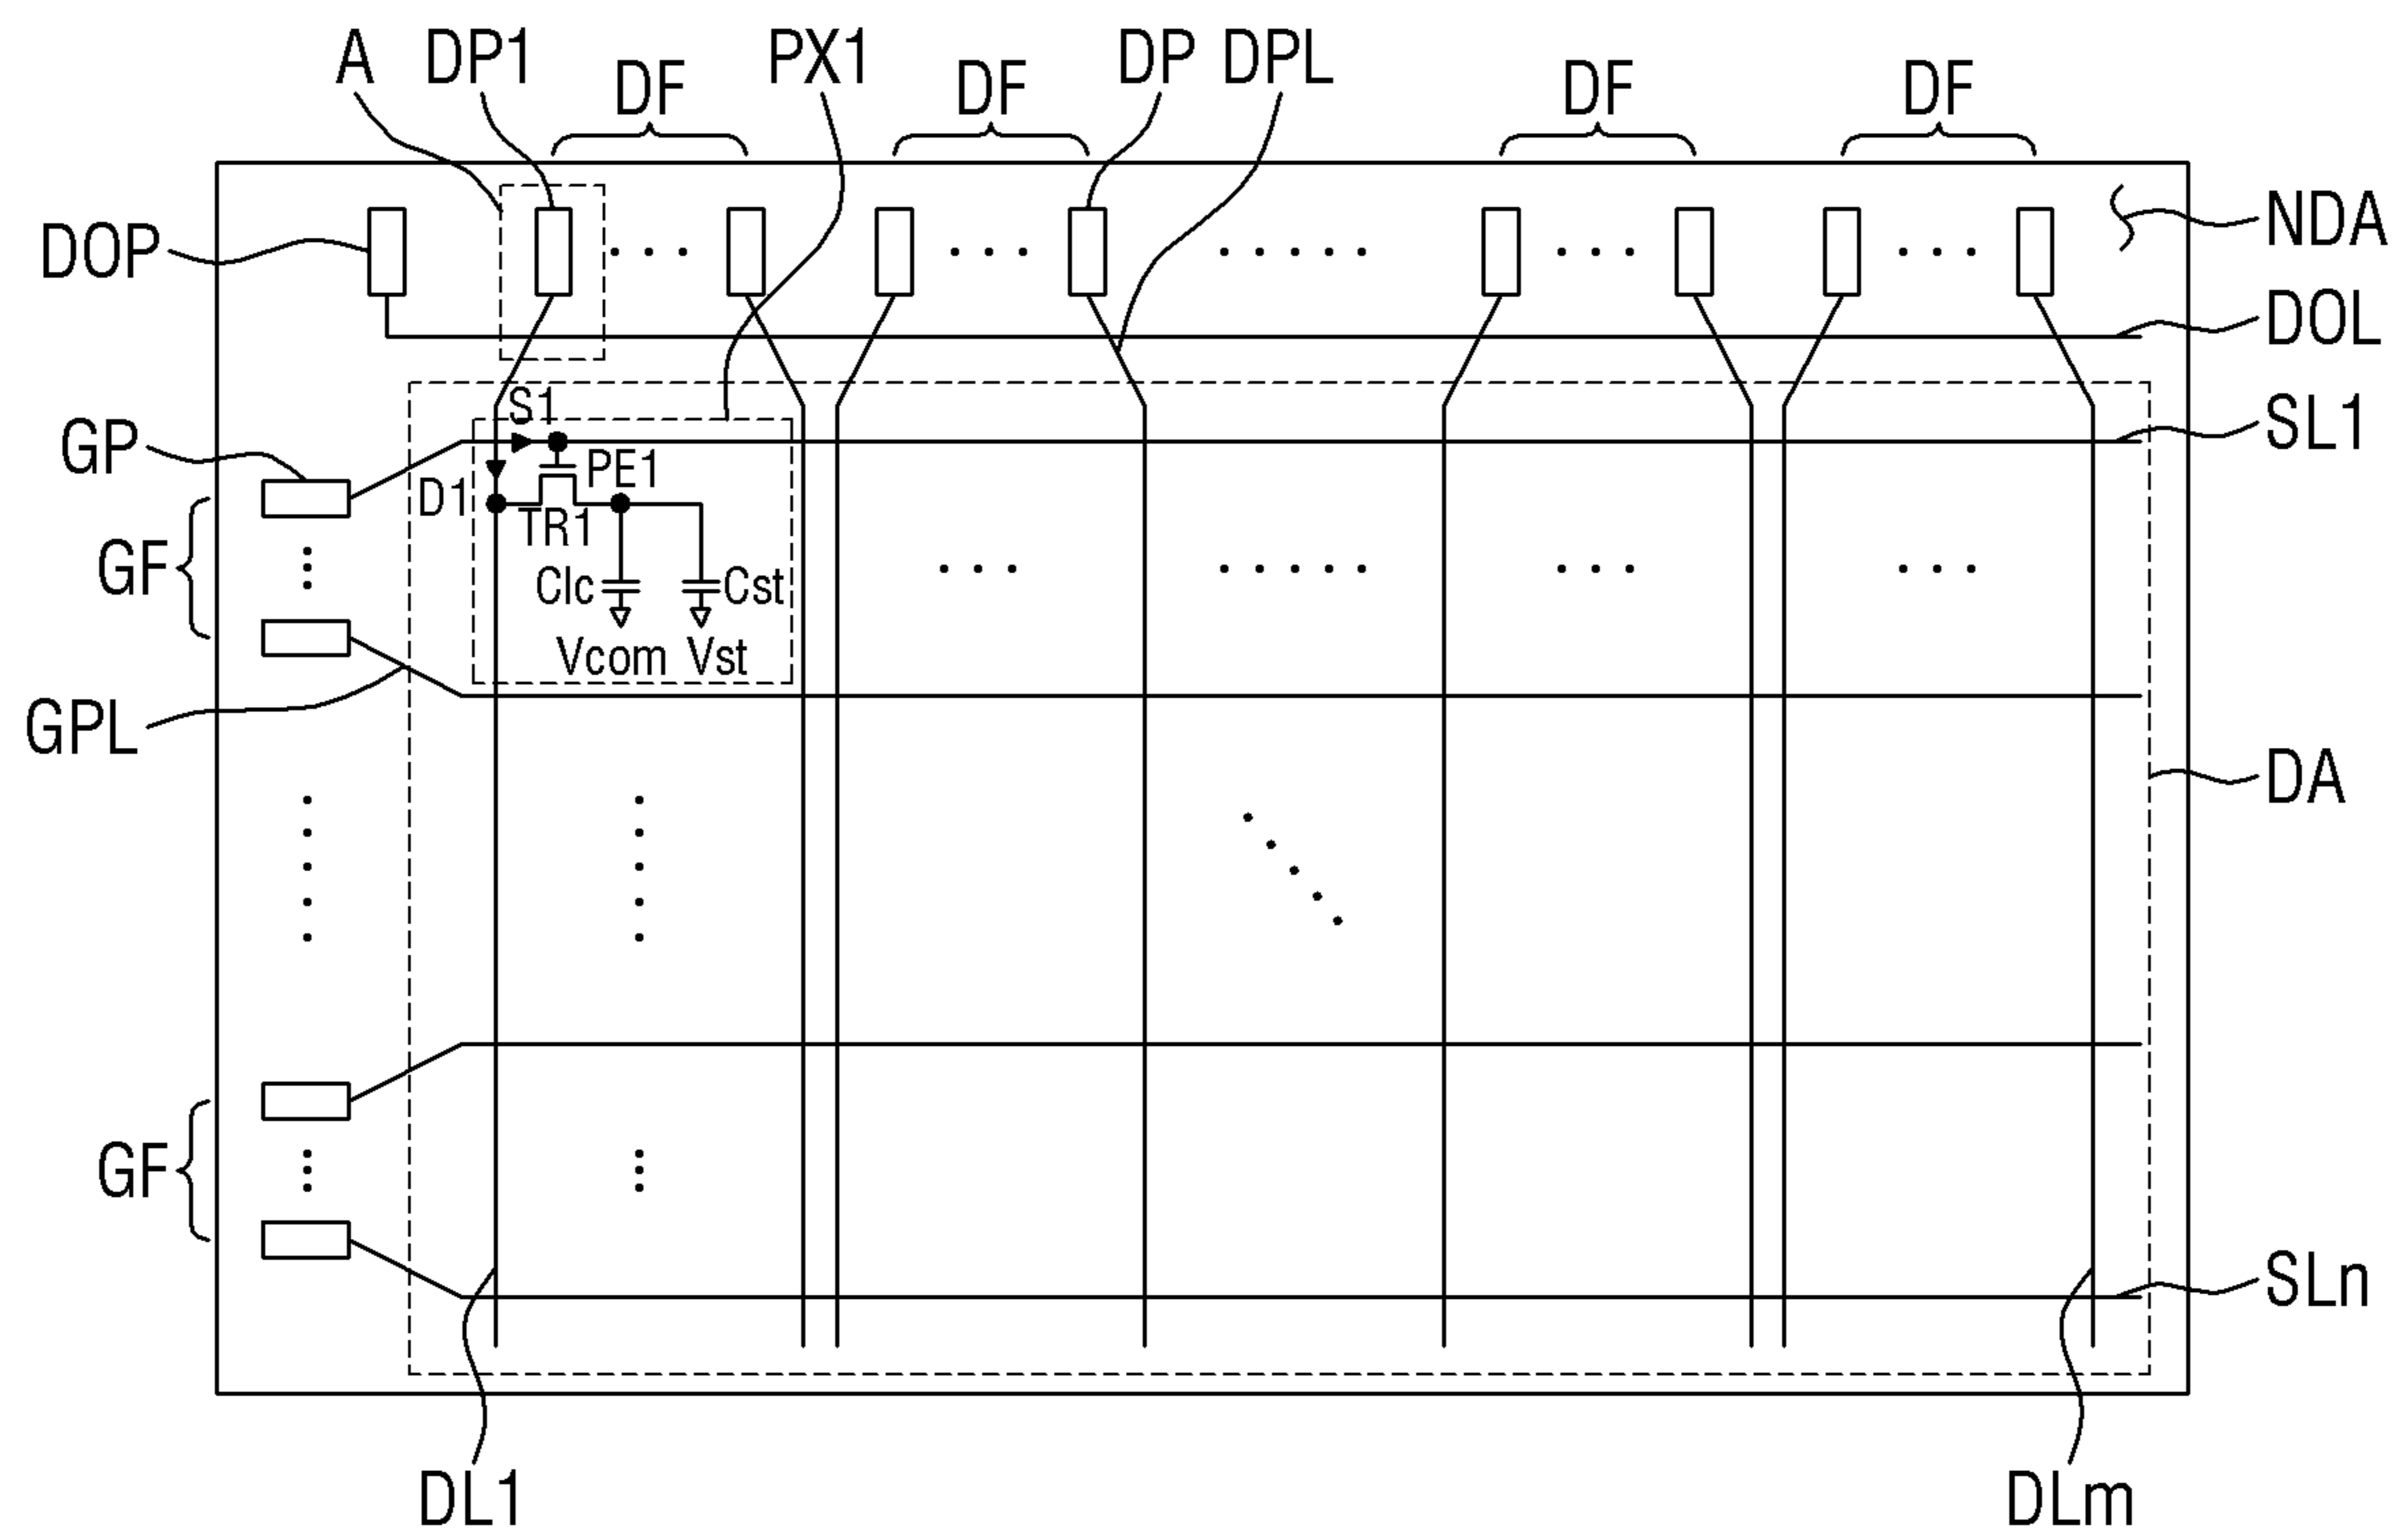 A DP1 PX1 DP DPL
DF DF DF DF
DOP NDA
DOL
S1 SL1
GP
PE1
D1
TR1
GF
Clc Cst
Vcom Vst
GPL
DA
GF
SLn
DL1 DLm